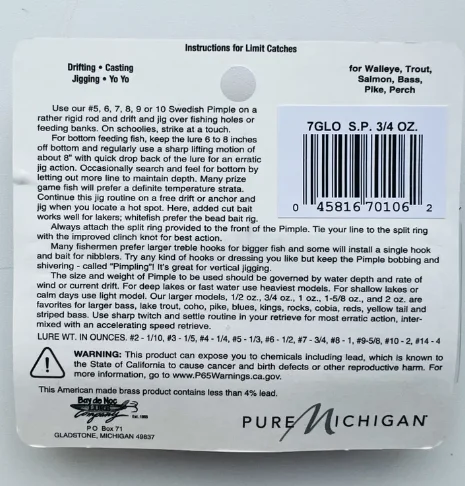 Instructions for Limit Catches
Drifting • Casting
Jigging • Yo Yo
for Walleye, Trout,
Salmon, Bass,
Pike, Perch
Use our #5, 6, 7, 8, 9 or 10 Swedish Pimple on a
rather rigid rod and drift and jig over fishing holes or
feeding banks. On schoolies, strike at a touch.
For bottom feeding fish, keep the lure 6 to 8 inches
off bottom and regularly use a sharp lifting motion of
about 8" with quick drop back of the lure for an erratic
jig action. Occasionally search and feel for bottom by
letting out more line to maintain depth. Many prize
game fish will prefer a definite temperature strata.
Continue this jig routine on a free drift or anchor and
jig when you locate a hot spot. Here, added cut bait
works well for lakers; whitefish prefer the bead bait rig.
7GLO S.P. 3/4 OZ.
0 45816 70106 2
Always attach the split ring provided to the front of the Pimple. Tie your line to the split ring
with the improved clinch knot for best action.
Many fishermen prefer larger treble hooks for bigger fish and some will install a single hook
and bait for nibblers. Try any kind of hooks or dressing you like but keep the Pimple bobbing and
shivering - called "Pimpling"! It's great for vertical jigging.
The size and weight of Pimple to be used should be governed by water depth and rate of
wind or current drift. For deep lakes or fast water use heaviest models. For shallow lakes or
calm days use light model. Our larger models, 1/2 oz., 3/4 oz., 1 oz., 1-5/8 oz., and 2 oz. are
favorites for larger bass, lake trout, coho, pike, blues, kings, rocks, cobia, reds, yellow tail and
striped bass. Use sharp twitch and settle routine in your retrieve for most erratic action, inter-
mixed with an accelerating speed retrieve.
LURE WT. IN OUNCES. #2 - 1/10, #3 - 1/5, #4 - 1/4, #5 - 1/3, #6 - 1/2, #7 - 3/4, #8 - 1, #9-5/8, #10 - 2, #14 - 4
WARNING: This product can expose you to chemicals including lead, which is known to
the State of California to cause cancer and birth defects or other reproductive harm. For
more information, go to www.P65Warnings.ca.gov.
This American made brass product contains less than 4% lead.
Bay de Noc
LURE
Company
Est. 1959
P O Box 71
GLADSTONE, MICHIGAN 49837
PURE MICHIGAN